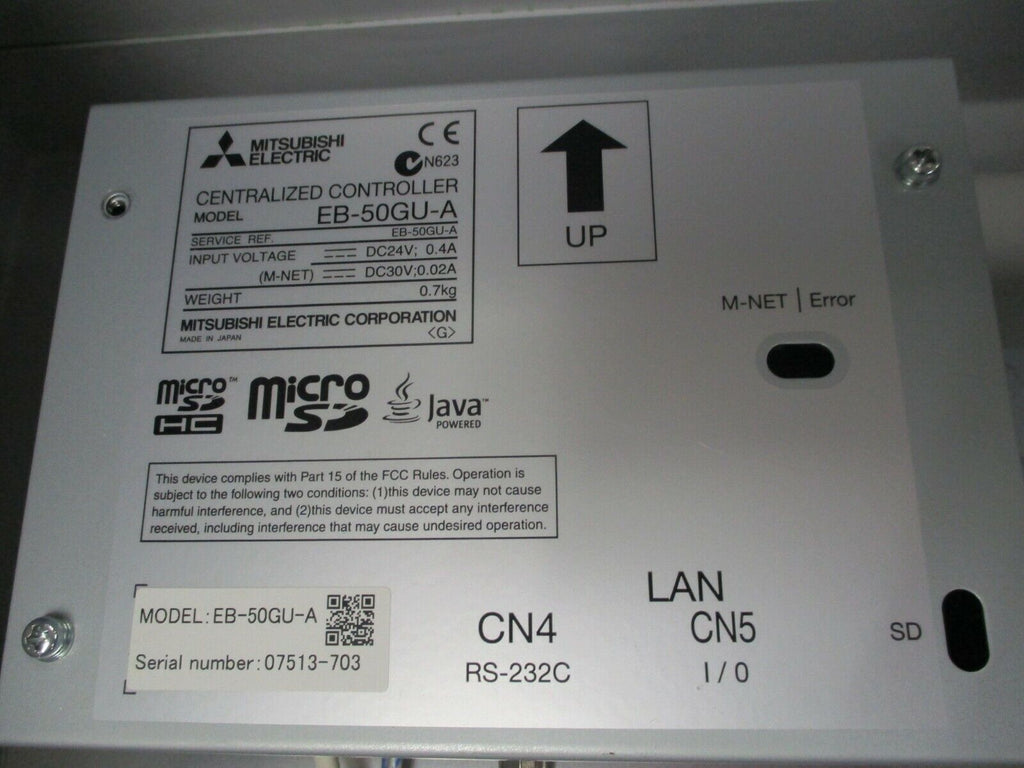 MITSUBISHI
ELECTRIC
CE
N623
CENTRALIZED CONTROLLER
MODEL EB-50GU-A
SERVICE REF. EB-50GU-A
INPUT VOLTAGE DC24V; 0.4A
(M-NET) DC30V;0.02A
WEIGHT 0.7kg
MITSUBISHI ELECTRIC CORPORATION
MADE IN JAPAN <G>
UP
M-NET | Error
micro SD HC ™
micro SD
Java™
POWERED
This device complies with Part 15 of the FCC Rules. Operation is
subject to the following two conditions: (1)this device may not cause
harmful interference, and (2)this device must accept any interference
received, including interference that may cause undesired operation.
MODEL:EB-50GU-A
Serial number:07513-703
CN4
RS-232C
LAN
CN5
I/O
SD